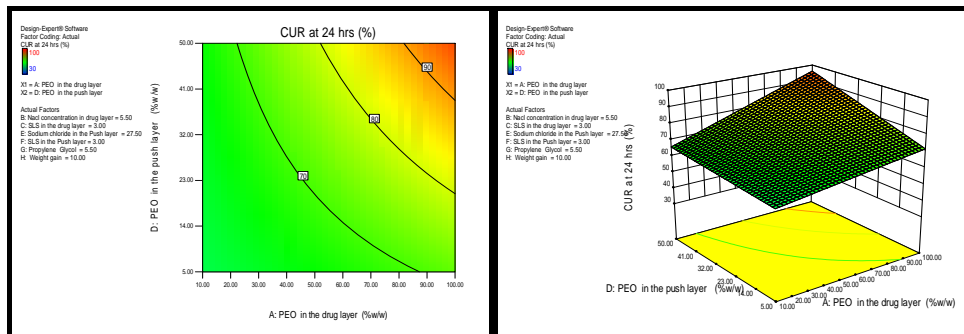 Design-Expert® Software
Factor Coding: Actual
CUR at 24 hrs (%)
100
30
X1 = A: PEO in the drug layer
X2 = D: PEO in the push layer
Actual Factors
B: Nacl concentration in drug layer = 5.50
C: SLS in the drug layer = 3.00
E: Sodium chloride in the Push layer = 27.50
F: SLS in the Push layer = 3.00
G: Propylene Glycol = 5.50
H: Weight gain = 10.00
CUR at 24 hrs (%)
D: PEO in the push layer (%w/w)
50.00
41.00
32.00
23.00
14.00
5.00
90
80
70
10.00 20.00 30.00 40.00 50.00 60.00 70.00 80.00 90.00 100.00
A: PEO in the drug layer (%w/w)
Design-Expert® Software
Factor Coding: Actual
CUR at 24 hrs (%)
100
30
X1 = A: PEO in the drug layer
X2 = D: PEO in the push layer
Actual Factors
B: Nacl concentration in drug layer = 5.50
C: SLS in the drug layer = 3.00
E: Sodium chloride in the Push layer = 27.50
F: SLS in the Push layer = 3.00
G: Propylene Glycol = 5.50
H: Weight gain = 10.00
CUR at 24 hrs (%)
100
90
80
70
60
50
40
30
50.00
41.00
32.00
23.00
14.00
5.00
10.00 20.00 30.00 40.00 50.00 60.00 70.00 80.00 90.00 100.00
D: PEO in the push layer (%w/w)
A: PEO in the drug layer (%w/w)